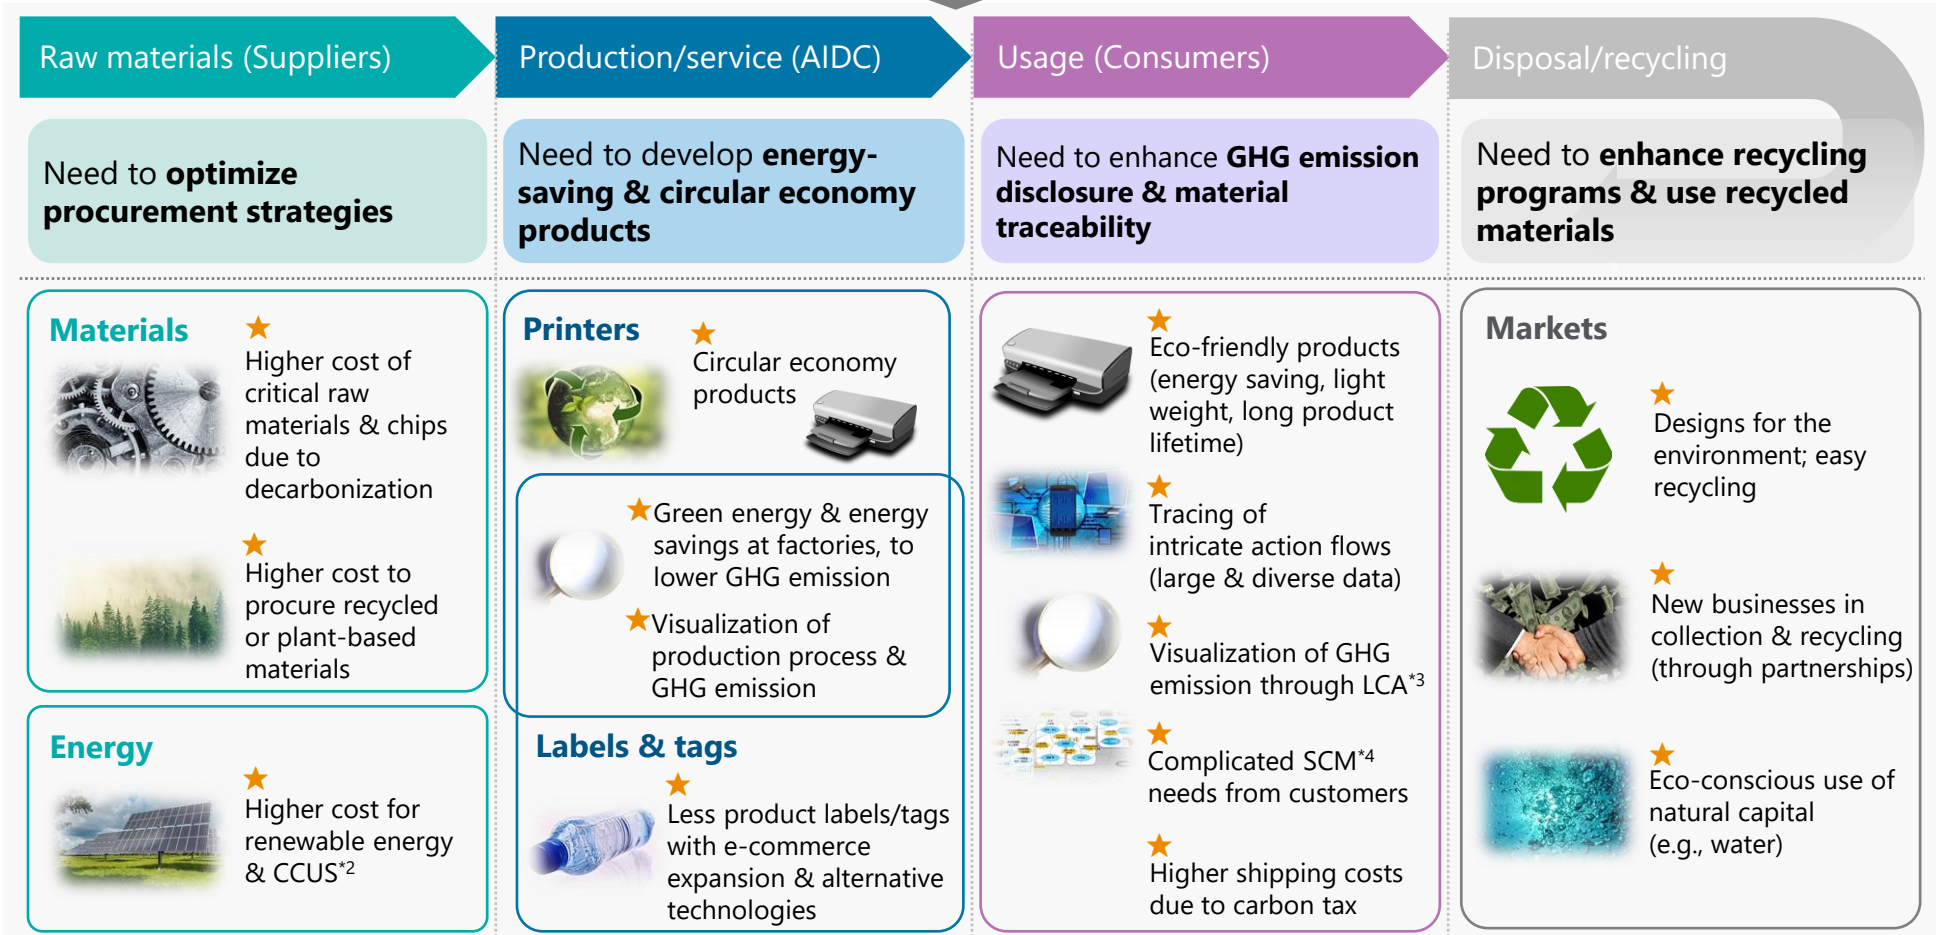 Raw materials (Suppliers)
Production/service (AIDC)
Usage (Consumers)
Disposal/recycling
Need to optimize
procurement strategies
Need to develop energy-
saving & circular economy
products
Need to enhance GHG emission
disclosure & material
traceability
Need to enhance recycling
programs & use recycled
materials
Materials
Higher cost of
critical raw
materials & chips
due to
decarbonization
Higher cost to
procure recycled
or plant-based
materials
Energy
Higher cost for
renewable energy
& CCUS*2
Printers
Circular economy
products
Green energy & energy
savings at factories, to
lower GHG emission
Visualization of
production process &
GHG emission
Labels & tags
Less product labels/tags
with e-commerce
expansion & alternative
technologies
Eco-friendly products
(energy saving, light
weight, long product
lifetime)
Tracing of
intricate action flows
(large & diverse data)
Visualization of GHG
emission through LCA*3
Complicated SCM*4
needs from customers
Higher shipping costs
due to carbon tax
Markets
Designs for the
environment; easy
recycling
New businesses in
collection & recycling
(through partnerships)
Eco-conscious use of
natural capital
(e.g., water)